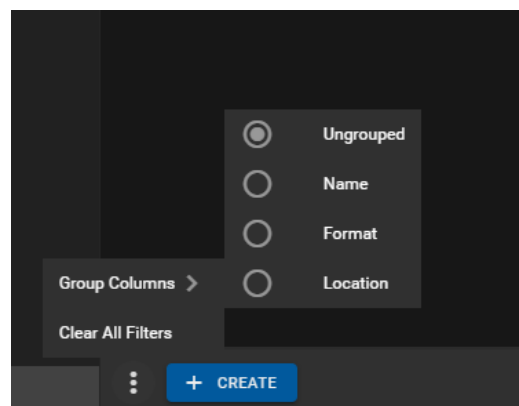 Ungrouped
Name
Format
Group Columns
Location
Clear All Filters
+ CREATE